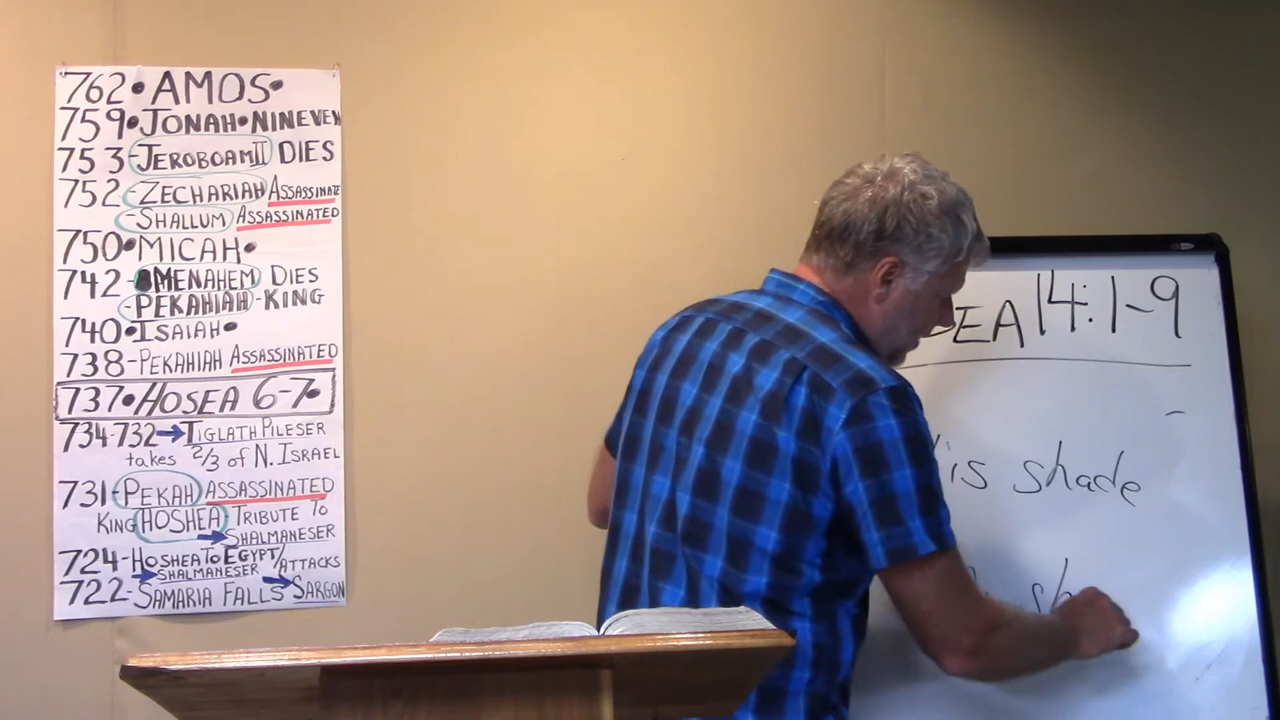 762•AMOS•
759•JONAH•NINEVEH
753-JEROBOAM II DIES
752-ZECHARIAH ASSASSINATE
-SHALLUM ASSASSINATED
750•MICAH•
742-MENAHEM DIES
-PEKAHIAH-KING
740•ISAIAH•
738-PEKAHIAH ASSASSINATED
737•HOSEA 6-7•
734-732→TIGLATH PILESER
takes 2/3 of N. ISRAEL
731-PEKAH ASSASSINATED
KING HOSHEA TRIBUTE TO
→SHALMANESER
724-HOSHEA TO EGYPT/ATTACKS
→SHALMANESER
722-SAMARIA FALLS→SARGON
EA 14:1-9
is shade
sh